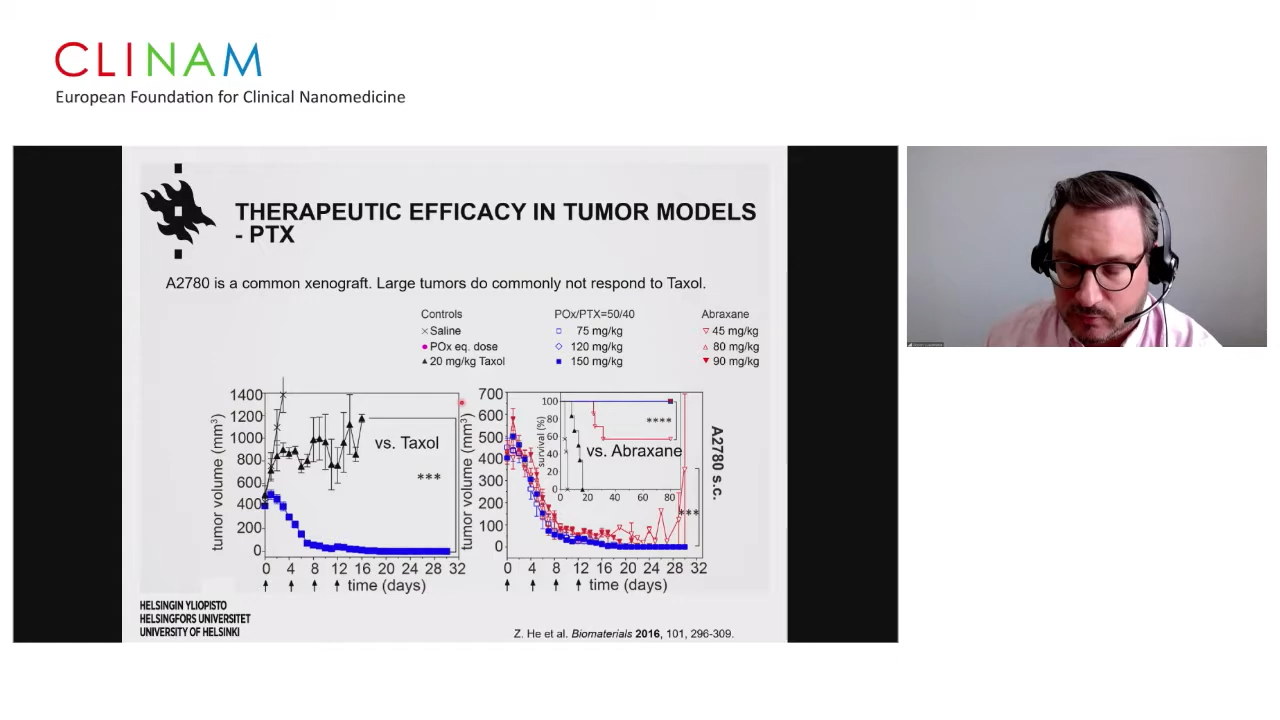 CLINAM
European Foundation for Clinical Nanomedicine
THERAPEUTIC EFFICACY IN TUMOR MODELS
- PTX
A2780 is a common xenograft. Large tumors do commonly not respond to Taxol.
Controls
Saline
POx eq. dose
20 mg/kg Taxol
POx/PTX=50/40
75 mg/kg
120 mg/kg
150 mg/kg
Abraxane
45 mg/kg
80 mg/kg
90 mg/kg
tumor volume (mm³)
1400
1200
1000
800
600
400
200
0
vs. Taxol
***
0 4 8 12 16 20 24 28 32
time (days)
tumor volume (mm³)
700
600
500
400
300
200
100
0
survival (%)
100
80
60
40
20
0
****
vs. Abraxane
0 20 40 60 80
***
0 4 8 12 16 20 24 28 32
time (days)
A2780 s.c.
HELSINGIN YLIOPISTO
HELSINGFORS UNIVERSITET
UNIVERSITY OF HELSINKI
Z. He et al. Biomaterials 2016, 101, 296-309.